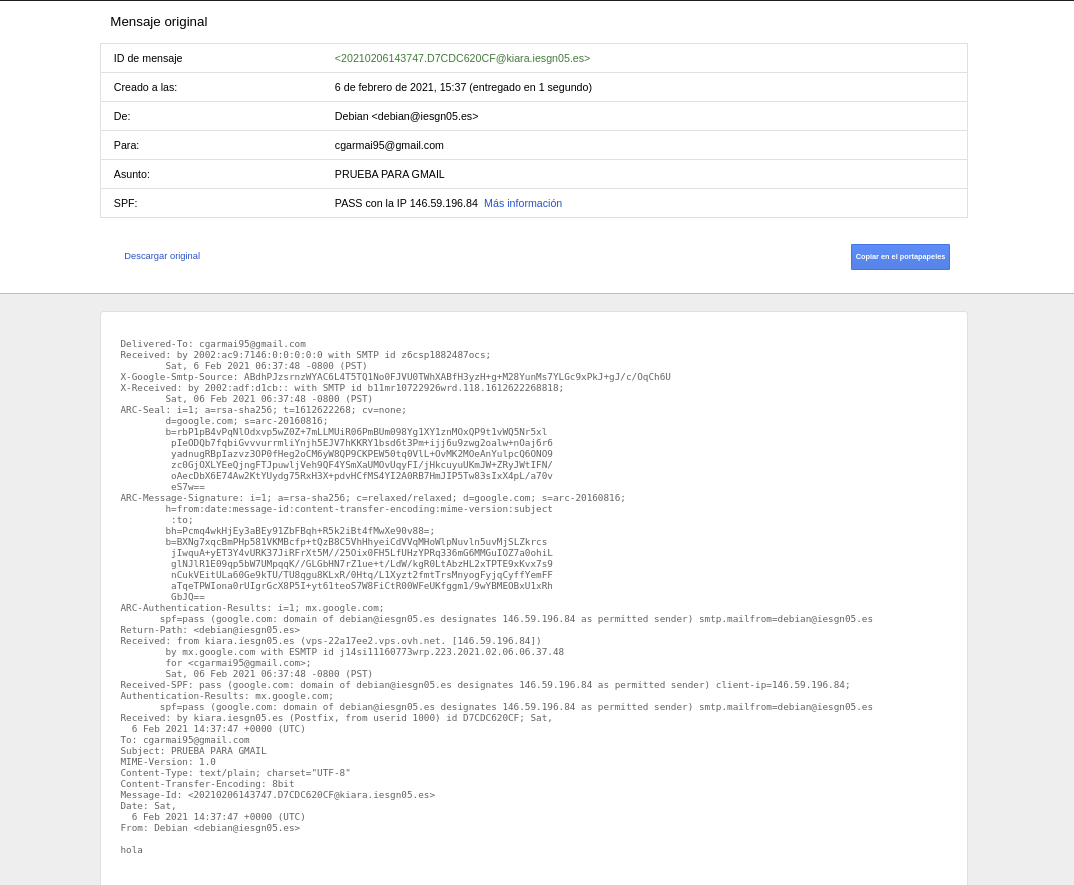 Mensaje original
ID de mensaje <20210206143747.D7CDC620CF@kiara.iesgn05.es>
Creado a las: 6 de febrero de 2021, 15:37 (entregado en 1 segundo)
De: Debian <debian@iesgn05.es>
Para: cgarmai95@gmail.com
Asunto: PRUEBA PARA GMAIL
SPF: PASS con la IP 146.59.196.84 Más información
Descargar original Copiar en el portapapeles
Delivered-To: cgarmai95@gmail.com
Received: by 2002:ac9:7146:0:0:0:0:0 with SMTP id z6csp1882487ocs;
Sat, 6 Feb 2021 06:37:48 -0800 (PST)
X-Google-Smtp-Source: ABdhPJzsrnzWYAC6L4T5TQ1No0FJVU0TWhXABfH3yzH+g+M28YunMs7YLGc9xPkJ+gJ/c/OqCh6U
X-Received: by 2002:adf:d1cb:: with SMTP id b11mr10722926wrd.118.1612622268818;
Sat, 06 Feb 2021 06:37:48 -0800 (PST)
ARC-Seal: i=1; a=rsa-sha256; t=1612622268; cv=none;
d=google.com; s=arc-20160816;
b=rbP1pB4vPqNlOdxvp5wZ0Z+7mLLMUiR06PmBUm098Yg1XY1znMOxQP9t1vWQ5Nr5xl
pIeODQb7fqbiGvvvurrmliYnjh5EJV7hKKRY1bsd6t3Pm+ijj6u9zwg2oalw+nOaj6r6
yadnugRBpIazvz3OP0fHeg2oCM6yW8QP9CKPEW50tq0VlL+OvMK2MOeAnYulpcQ6ONO9
zc0GjOXLYEeQjngFTJpuwljVeh9QF4YSmXaUMOvUqyFI/jHkcuyuUKmJW+ZRyJWtIFN/
oAecDbX6E74Aw2KtYUydg75RxH3X+pdvHCfMS4YI2A0RB7HmJIP5Tw83sIxX4pL/a70v
eS7w==
ARC-Message-Signature: i=1; a=rsa-sha256; c=relaxed/relaxed; d=google.com; s=arc-20160816;
h=from:date:message-id:content-transfer-encoding:mime-version:subject
:to;
bh=Pcmq4wkHjEy3aBEy91ZbFBqh+R5k2iBt4fMwXe90v88=;
b=BXNg7xqcBmPHp581VKMBcfp+tQzB8C5VhHhyeiCdVVqMHoWlpNuvln5uvMjSLZkrcs
jIwquA+yET3Y4vURK37JiRFrXt5M//25Oix0FH5LfUHzYPRq336mG6MMGuIOZ7a0ohiL
glNJlR1E09qp5bW7UMpqqK//GLGbHN7rZ1ue+t/LdW/kgR0LtAbzHL2xTPTE9xKvx7s9
nCukVEitULa60Ge9kTU/TU8qgu8KLxR/0Htq/L1Xyzt2fmtTrsMnyogFyjqCyffYemFF
aTqeTPWIona0rUIgrGcX8P5I+yt61teoS7W8FiCtR00WFeUKfggm1/9wYBMEOBxU1xRh
GbJQ==
ARC-Authentication-Results: i=1; mx.google.com;
spf=pass (google.com: domain of debian@iesgn05.es designates 146.59.196.84 as permitted sender) smtp.mailfrom=debian@iesgn05.es
Return-Path: <debian@iesgn05.es>
Received: from kiara.iesgn05.es (vps-22a17ee2.vps.ovh.net. [146.59.196.84])
by mx.google.com with ESMTP id j14si11160773wrp.223.2021.02.06.06.37.48
for <cgarmai95@gmail.com>;
Sat, 06 Feb 2021 06:37:48 -0800 (PST)
Received-SPF: pass (google.com: domain of debian@iesgn05.es designates 146.59.196.84 as permitted sender) client-ip=146.59.196.84;
Authentication-Results: mx.google.com;
spf=pass (google.com: domain of debian@iesgn05.es designates 146.59.196.84 as permitted sender) smtp.mailfrom=debian@iesgn05.es
Received: by kiara.iesgn05.es (Postfix, from userid 1000) id D7CDC620CF; Sat,
6 Feb 2021 14:37:47 +0000 (UTC)
To: cgarmai95@gmail.com
Subject: PRUEBA PARA GMAIL
MIME-Version: 1.0
Content-Type: text/plain; charset="UTF-8"
Content-Transfer-Encoding: 8bit
Message-Id: <20210206143747.D7CDC620CF@kiara.iesgn05.es>
Date: Sat,
6 Feb 2021 14:37:47 +0000 (UTC)
From: Debian <debian@iesgn05.es>
hola